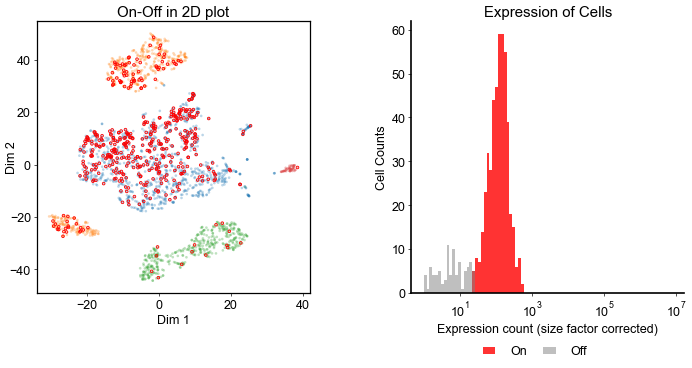 On-Off in 2D plot
Dim 2
40
20
0
−20
−40
−20
0
20
40
Dim 1
Expression of Cells
Cell Counts
60
50
40
30
20
10
0
10^1
10^3
10^5
10^7
Expression count (size factor corrected)
On
Off